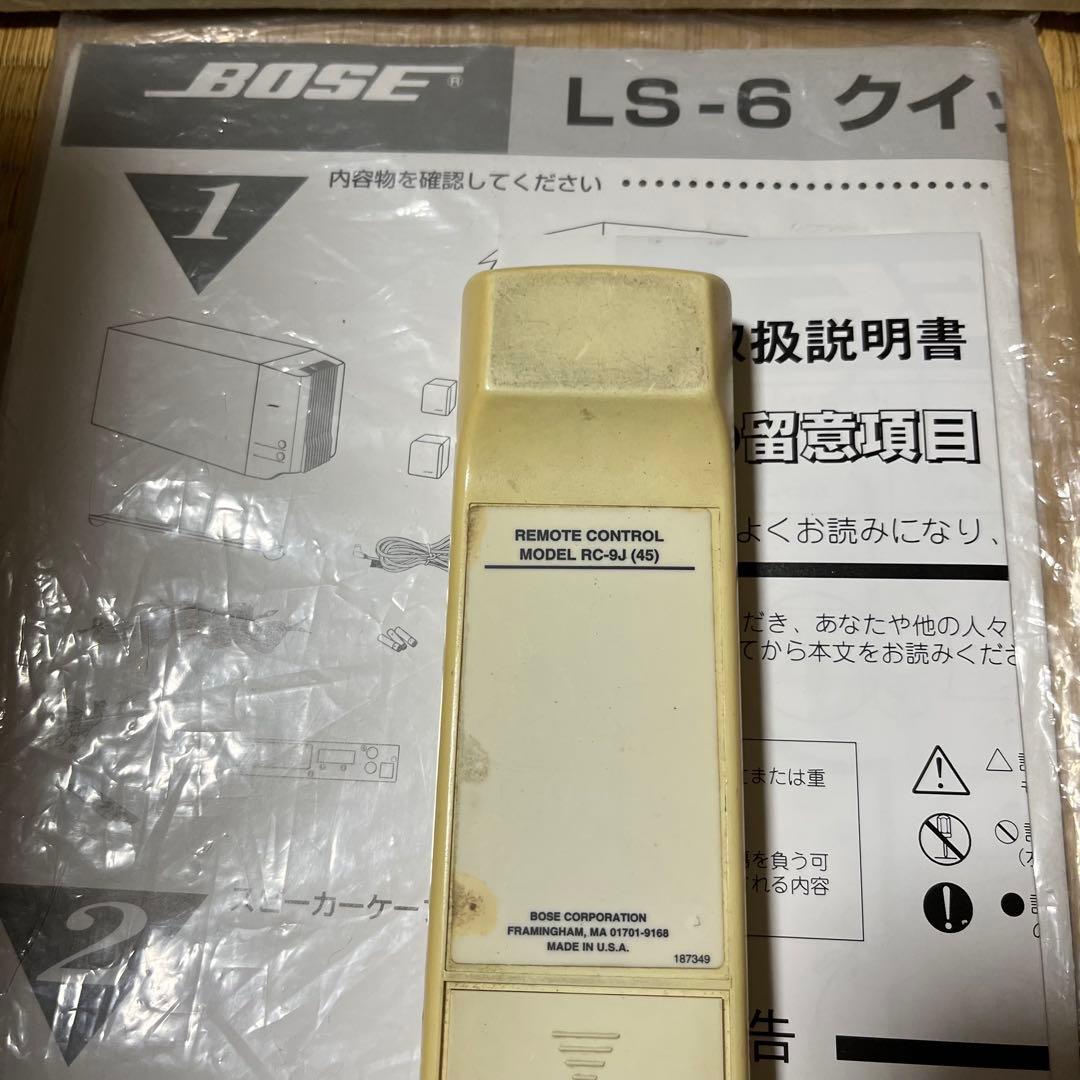 BOSE®
LS-6 クイッ
1
内容物を確認してください
取扱説明書
留意項目
よくお読みになり、
REMOTE CONTROL
MODEL RC-9J (45)
だき、あなたや他の人々
てから本文をお読みくださ
または重
を負う可
れる内容
2
スピーカーケーブ
BOSE CORPORATION
FRAMINGHAM, MA 01701-9168
MADE IN U.S.A.
187349
告